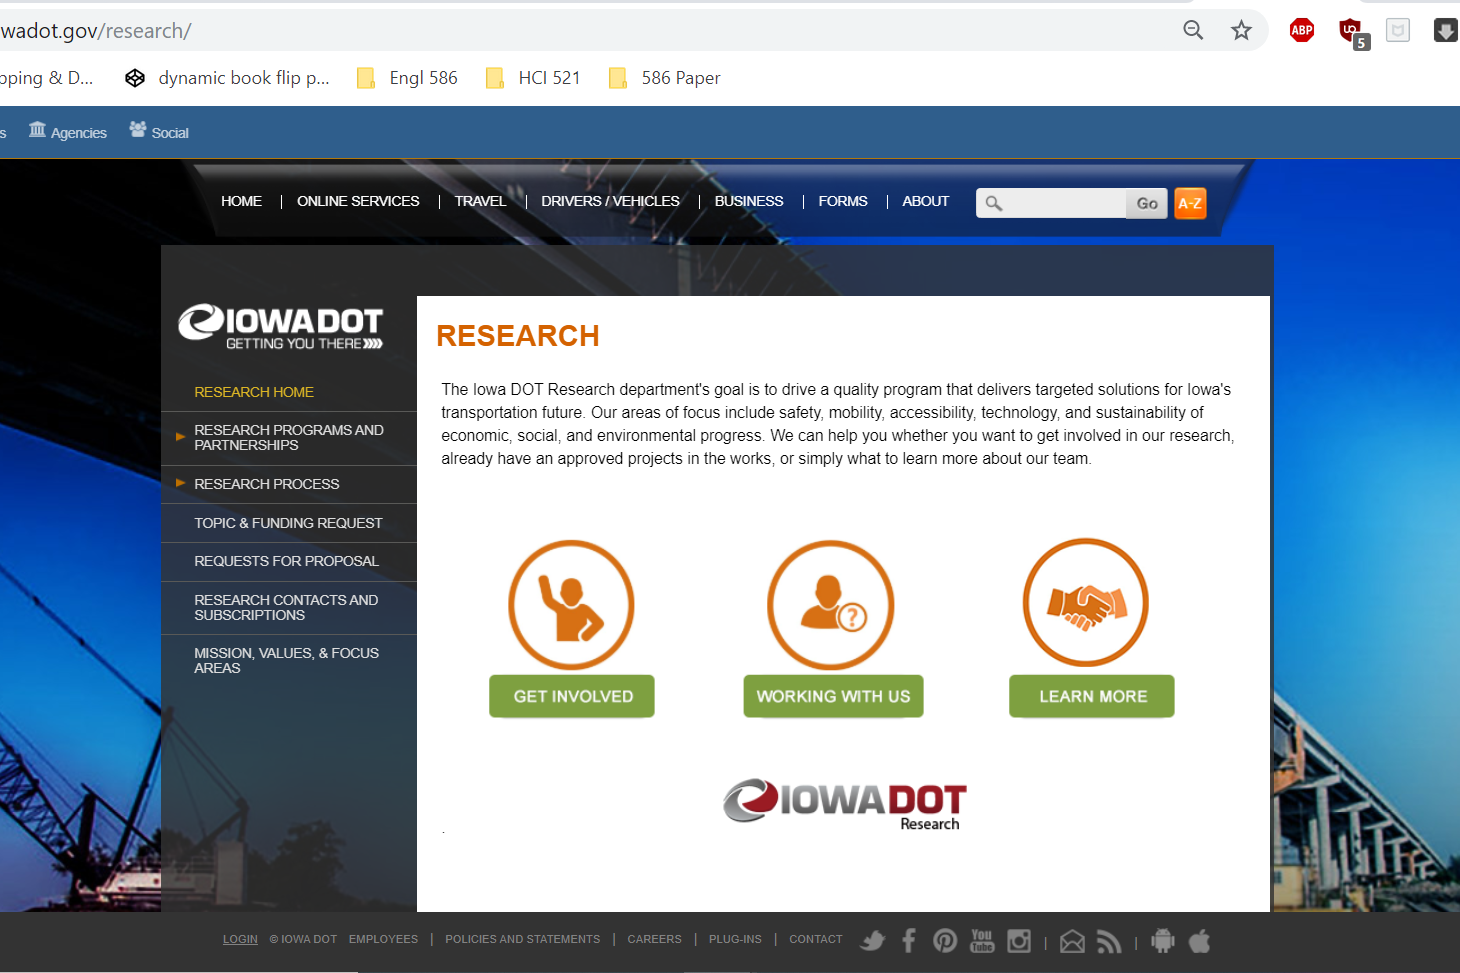 wadot.gov/research/
ABP
5
pping & D... dynamic book flip p... Engl 586 HCI 521 586 Paper
s Agencies Social
HOME | ONLINE SERVICES | TRAVEL | DRIVERS / VEHICLES | BUSINESS | FORMS | ABOUT Go A-Z
IOWADOT
GETTING YOU THERE
RESEARCH HOME
RESEARCH PROGRAMS AND
PARTNERSHIPS
RESEARCH PROCESS
TOPIC & FUNDING REQUEST
REQUESTS FOR PROPOSAL
RESEARCH CONTACTS AND
SUBSCRIPTIONS
MISSION, VALUES, & FOCUS
AREAS
RESEARCH
The Iowa DOT Research department's goal is to drive a quality program that delivers targeted solutions for Iowa's
transportation future. Our areas of focus include safety, mobility, accessibility, technology, and sustainability of
economic, social, and environmental progress. We can help you whether you want to get involved in our research,
already have an approved projects in the works, or simply what to learn more about our team.
?
GET INVOLVED WORKING WITH US LEARN MORE
IOWADOT
Research
.
LOGIN © IOWA DOT EMPLOYEES | POLICIES AND STATEMENTS | CAREERS | PLUG-INS | CONTACT You Tube | |